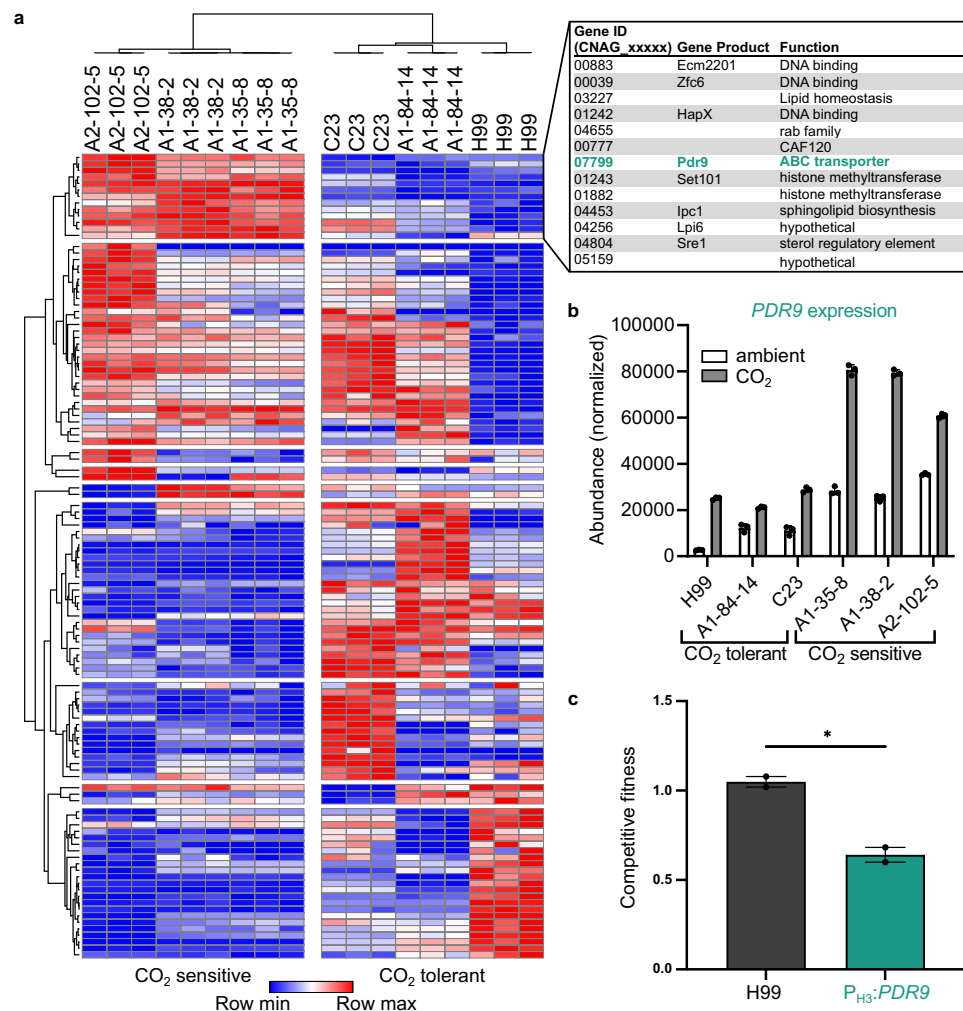 a
A2-102-5
A2-102-5
A2-102-5
A1-38-2
A1-38-2
A1-38-2
A1-35-8
A1-35-8
A1-35-8
C23
C23
C23
A1-84-14
A1-84-14
A1-84-14
H99
H99
H99
CO2 sensitive
CO2 tolerant
Row min
Row max
Gene ID
(CNAG_xxxxx) Gene Product Function
00883 Ecm2201 DNA binding
00039 Zfc6 DNA binding
03227 Lipid homeostasis
01242 HapX DNA binding
04655 rab family
00777 CAF120
07799 Pdr9 ABC transporter
01243 Set101 histone methyltransferase
01882 histone methyltransferase
04453 Ipc1 sphingolipid biosynthesis
04256 Lpi6 hypothetical
04804 Sre1 sterol regulatory element
05159 hypothetical
b
PDR9 expression
Abundance (normalized)
100000
80000
60000
40000
20000
0
ambient
CO2
H99
A1-84-14
C23
A1-35-8
A1-38-2
A2-102-5
CO2 tolerant
CO2 sensitive
c
Competitive fitness
1.5
1.0
0.5
0.0
*
H99
PH3:PDR9